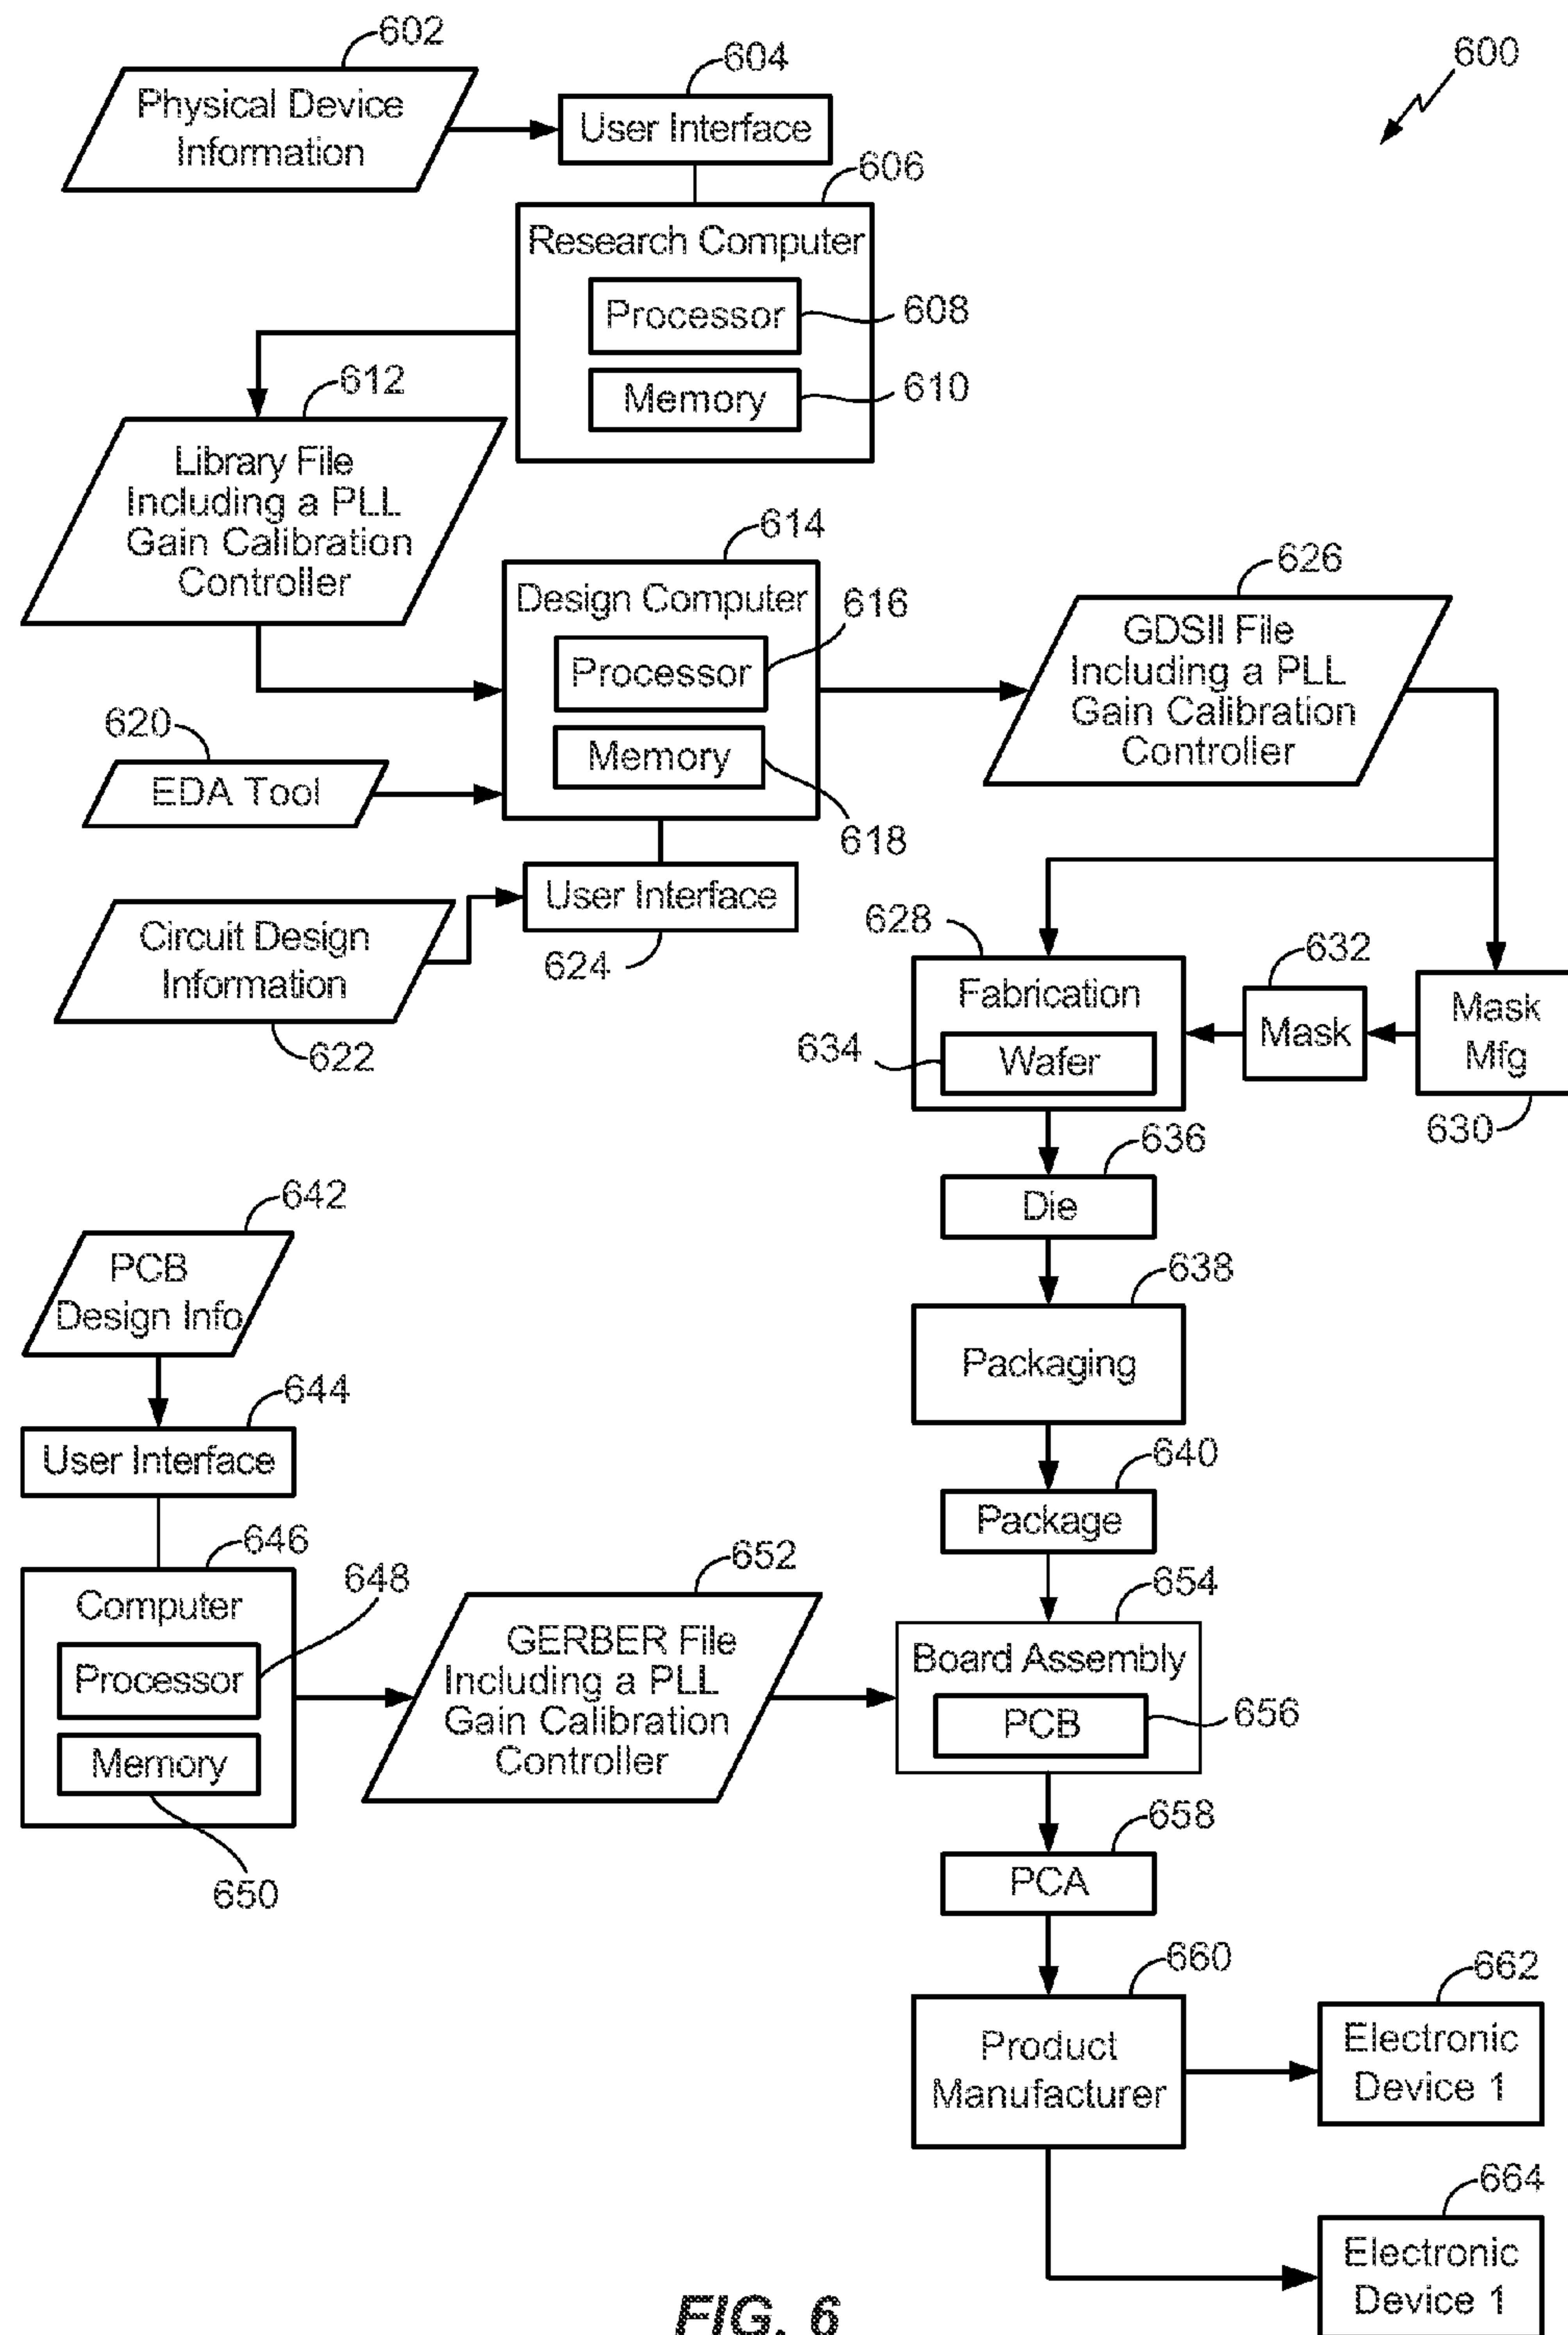 602
604
600
Physical Device
Information
User Interface
606
Research Computer
Processor
608
Memory
610
612
Library File
Including a PLL
Gain Calibration
Controller
614
Design Computer
616
Processor
Memory
618
626
GDSII File
Including a PLL
Gain Calibration
Controller
620
EDA Tool
User Interface
624
Circuit Design
Information
622
628
Fabrication
634
Wafer
632
Mask
Mask
Mfg
630
636
Die
638
Packaging
640
Package
642
PCB
Design Info
644
User Interface
646
Computer
648
Processor
Memory
650
652
GERBER File
Including a PLL
Gain Calibration
Controller
654
Board Assembly
PCB
656
658
PCA
660
Product
Manufacturer
662
Electronic
Device 1
664
Electronic
Device 1
FIG. 6